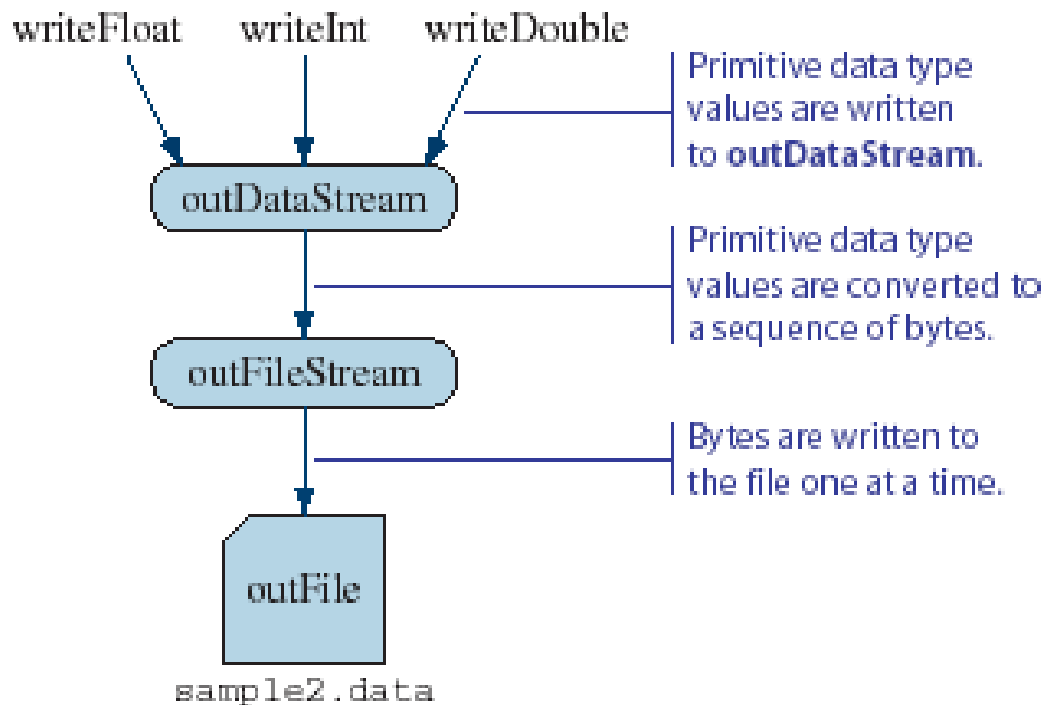 writeFloat writeInt writeDouble
Primitive data type
values are written
to outDataStream.
outDataStream
Primitive data type
values are converted to
a sequence of bytes.
outFileStream
Bytes are written to
the file one at a time.
outFile
sample2.data